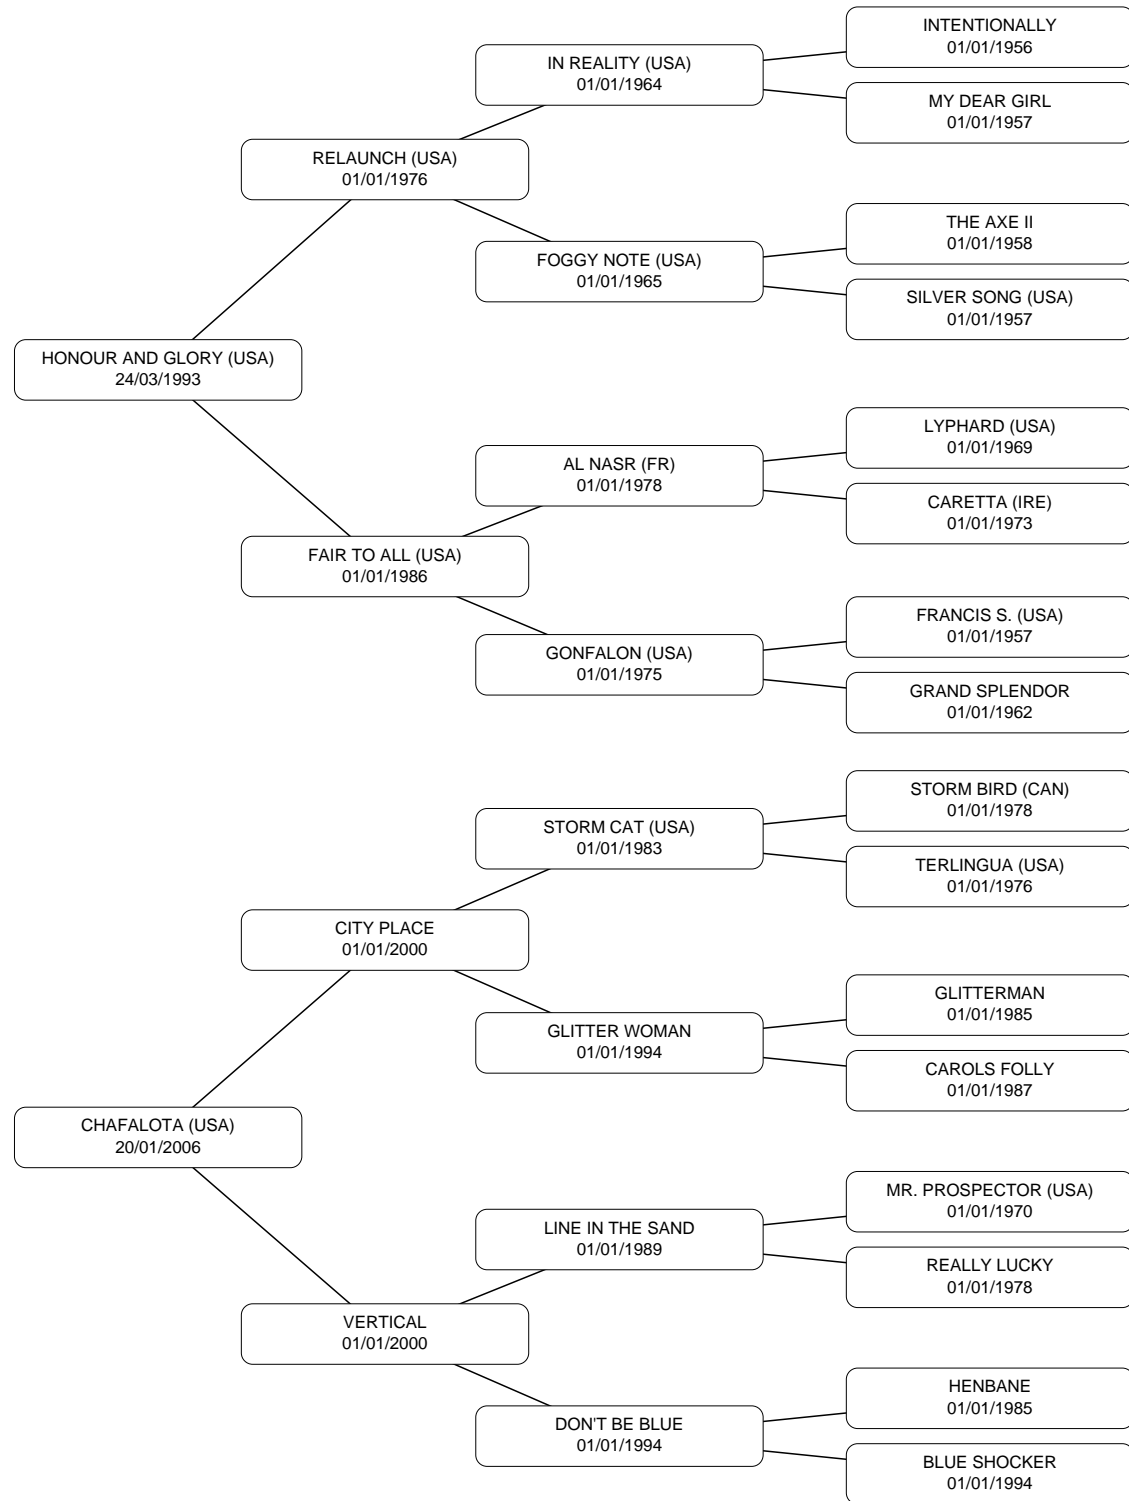 INTENTIONALLY
01/01/1956
IN REALITY (USA)
01/01/1964
MY DEAR GIRL
01/01/1957
RELAUNCH (USA)
01/01/1976
THE AXE II
01/01/1958
FOGGY NOTE (USA)
01/01/1965
SILVER SONG (USA)
01/01/1957
HONOUR AND GLORY (USA)
24/03/1993
LYPHARD (USA)
01/01/1969
AL NASR (FR)
01/01/1978
CARETTA (IRE)
01/01/1973
FAIR TO ALL (USA)
01/01/1986
FRANCIS S. (USA)
01/01/1957
GONFALON (USA)
01/01/1975
GRAND SPLENDOR
01/01/1962
STORM BIRD (CAN)
01/01/1978
STORM CAT (USA)
01/01/1983
TERLINGUA (USA)
01/01/1976
CITY PLACE
01/01/2000
GLITTERMAN
01/01/1985
GLITTER WOMAN
01/01/1994
CAROLS FOLLY
01/01/1987
CHAFALOTA (USA)
20/01/2006
MR. PROSPECTOR (USA)
01/01/1970
LINE IN THE SAND
01/01/1989
REALLY LUCKY
01/01/1978
VERTICAL
01/01/2000
HENBANE
01/01/1985
DON'T BE BLUE
01/01/1994
BLUE SHOCKER
01/01/1994